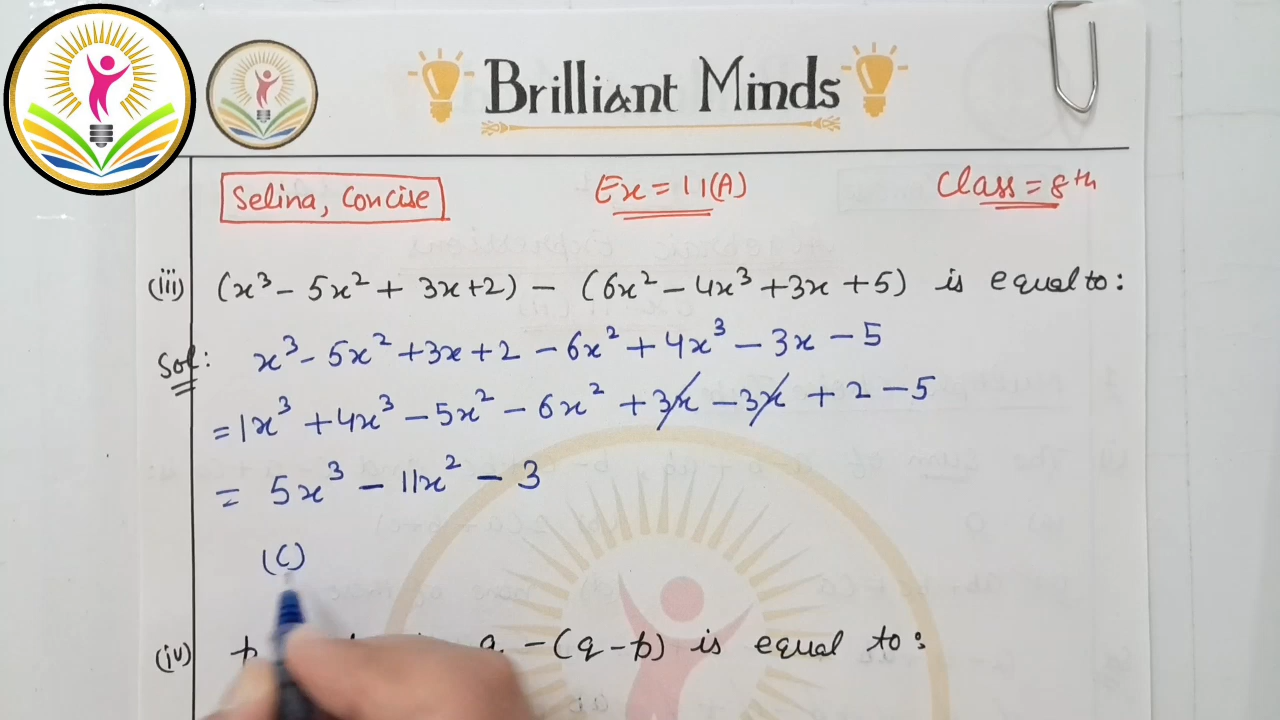 Brilliant Minds
Selina, Concise Ex = 11(A) Class = 8th
(iii) (x³ - 5x² + 3x + 2) - (6x² - 4x³ + 3x + 5) is equal to:
Sol: x³ - 5x² + 3x + 2 - 6x² + 4x³ - 3x - 5
= 1x³ + 4x³ - 5x² - 6x² + 3x - 3x + 2 - 5
= 5x³ - 11x² - 3
(C)
(iv) p q - (q - p) is equal to: